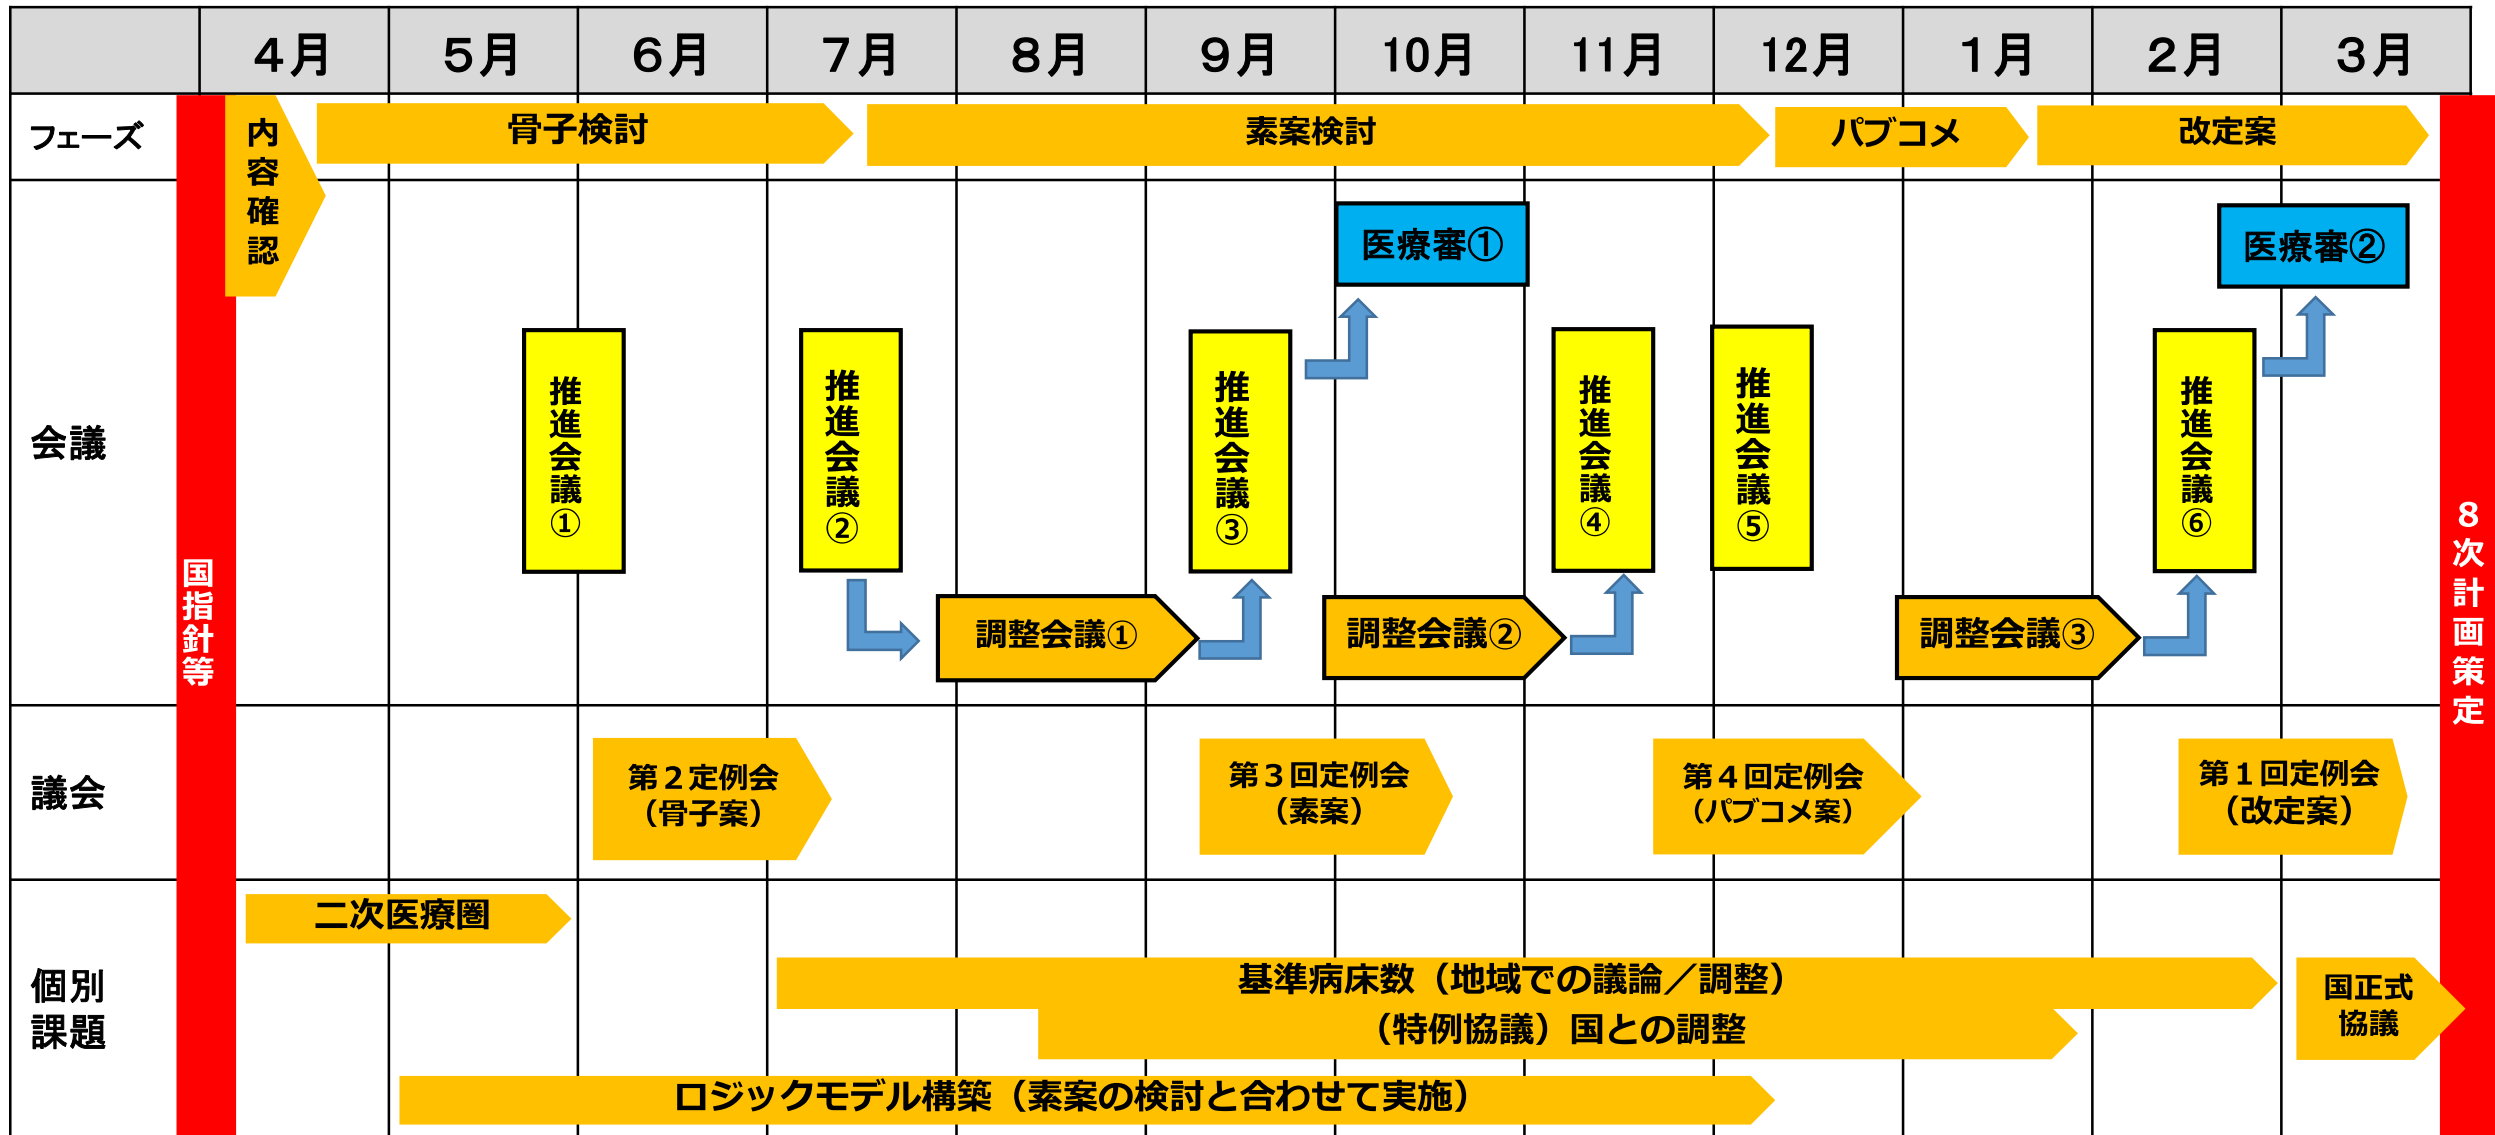 4月 5月 6月 7月 8月 9月 10月 11月 12月 1月 2月 3月
フェーズ
内容確認
骨子検討
素案検討
パブコメ
改定案
会議
医療審①
医療審②
推進会議①
推進会議②
推進会議③
推進会議④
推進会議⑤
推進会議⑥
調整会議①
調整会議②
調整会議③
国指針等
8次計画策定
議会
第2定例会
（骨子案）
第3回定例会
（素案）
第4回定例会
（パブコメ案）
第1回定例会
（改定案）
個別
課題
二次医療圏
基準病床数（地域での議論／調整）
（特例協議）国との調整
国正式
協議
ロジックモデル構築（素案の検討と合わせて実施）